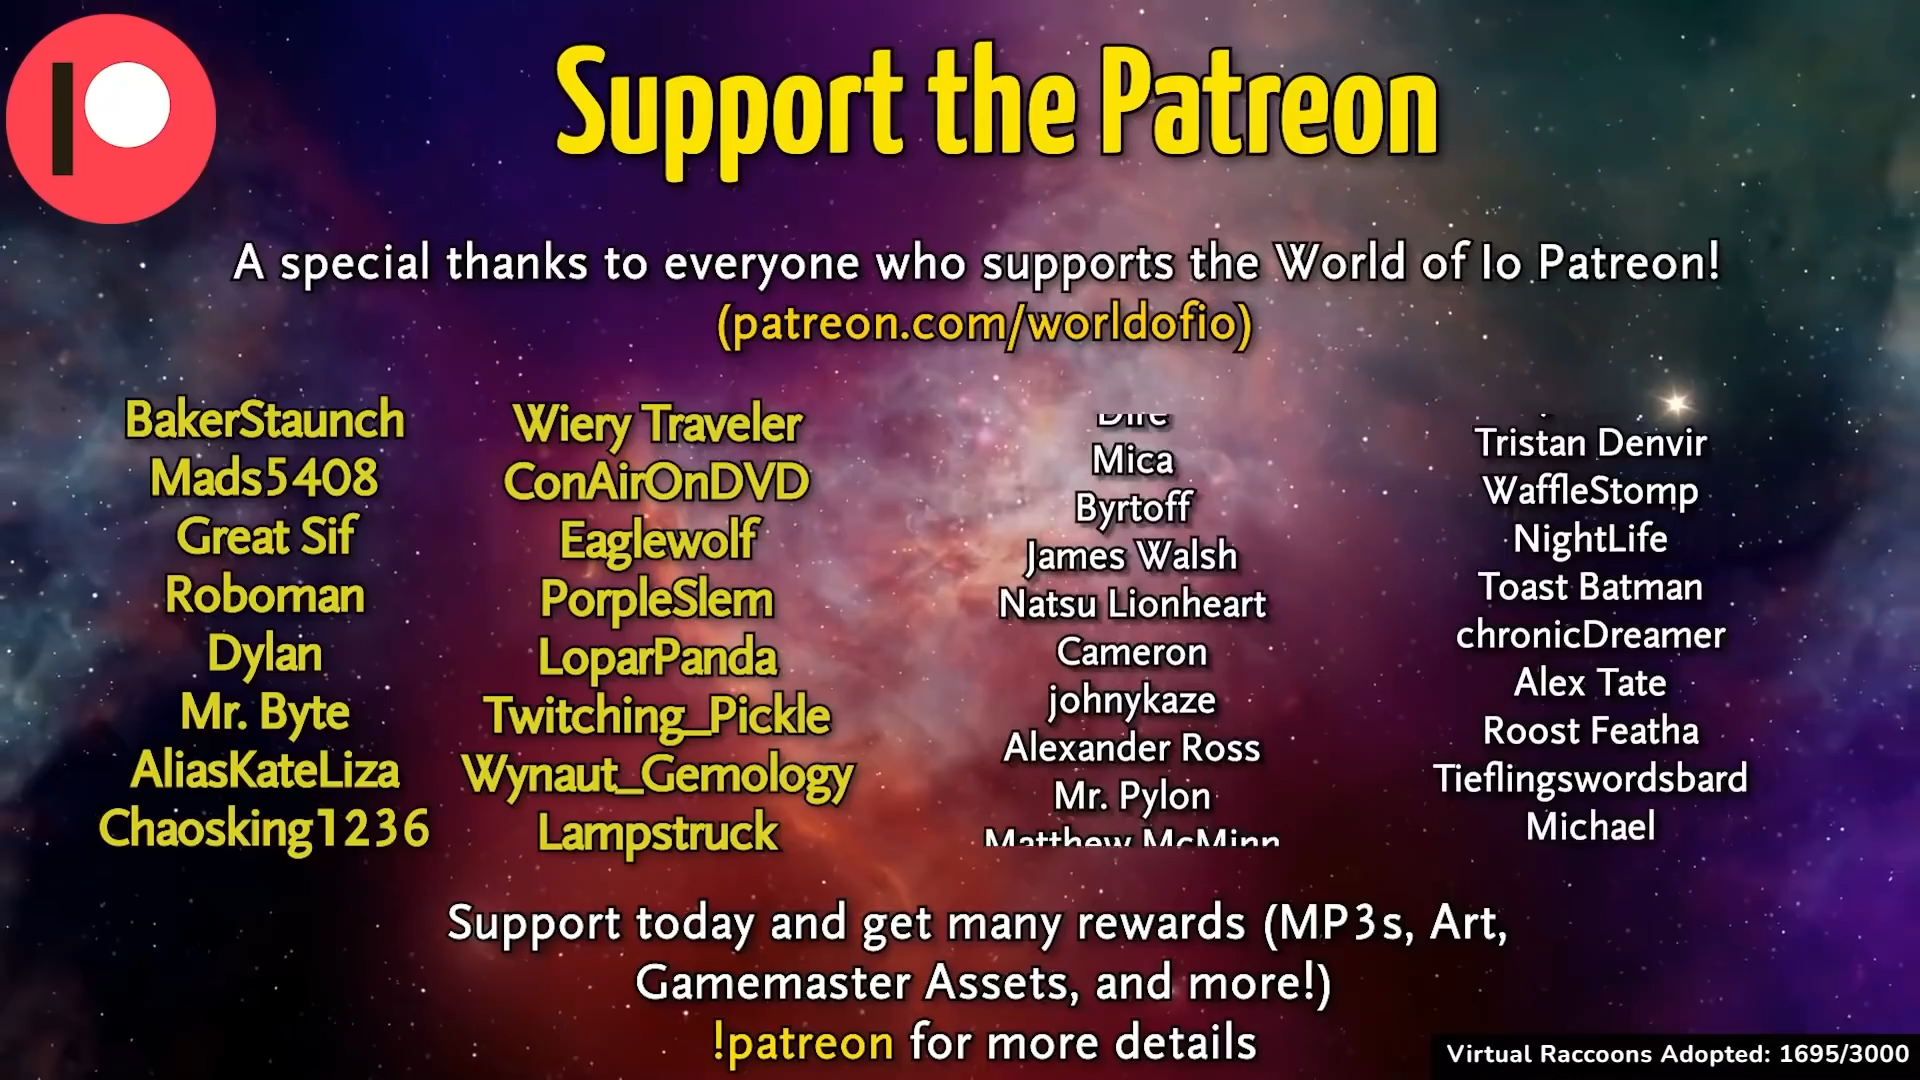 Support the Patreon
A special thanks to everyone who supports the World of Io Patreon!
(patreon.com/worldofio)
BakerStaunch
Mads5408
Great Sif
Roboman
Dylan
Mr. Byte
AliasKateLiza
Chaosking1236
Wiery Traveler
ConAirOnDVD
Eaglewolf
PorpleSlem
LoparPanda
Twitching_Pickle
Wynaut_Gemology
Lampstruck
Dire
Mica
Byrtoff
James Walsh
Natsu Lionheart
Cameron
johnykaze
Alexander Ross
Mr. Pylon
Matthew McMinn
Tristan Denvir
WaffleStomp
NightLife
Toast Batman
chronicDreamer
Alex Tate
Roost Featha
Tieflingswordsbard
Michael
Support today and get many rewards (MP3s, Art,
Gamemaster Assets, and more!)
!patreon for more details
Virtual Raccoons Adopted: 1695/3000